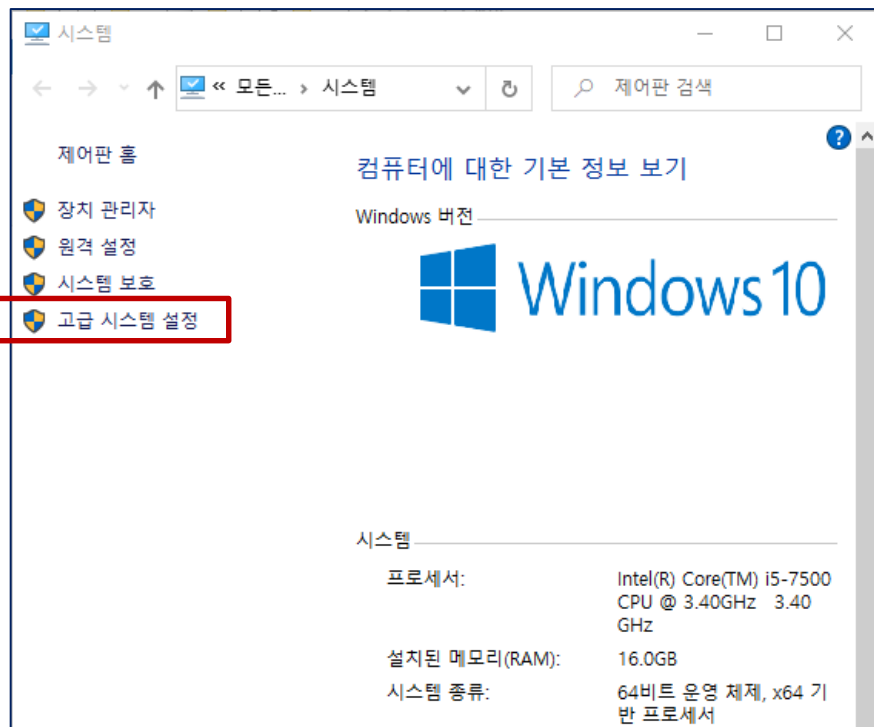 시스템
« 모든... › 시스템
제어판 검색
제어판 홈
장치 관리자
원격 설정
시스템 보호
고급 시스템 설정
컴퓨터에 대한 기본 정보 보기
Windows 버전
Windows 10
시스템
프로세서:
Intel(R) Core(TM) i5-7500
CPU @ 3.40GHz 3.40
GHz
설치된 메모리(RAM):
16.0GB
시스템 종류:
64비트 운영 체제, x64 기
반 프로세서